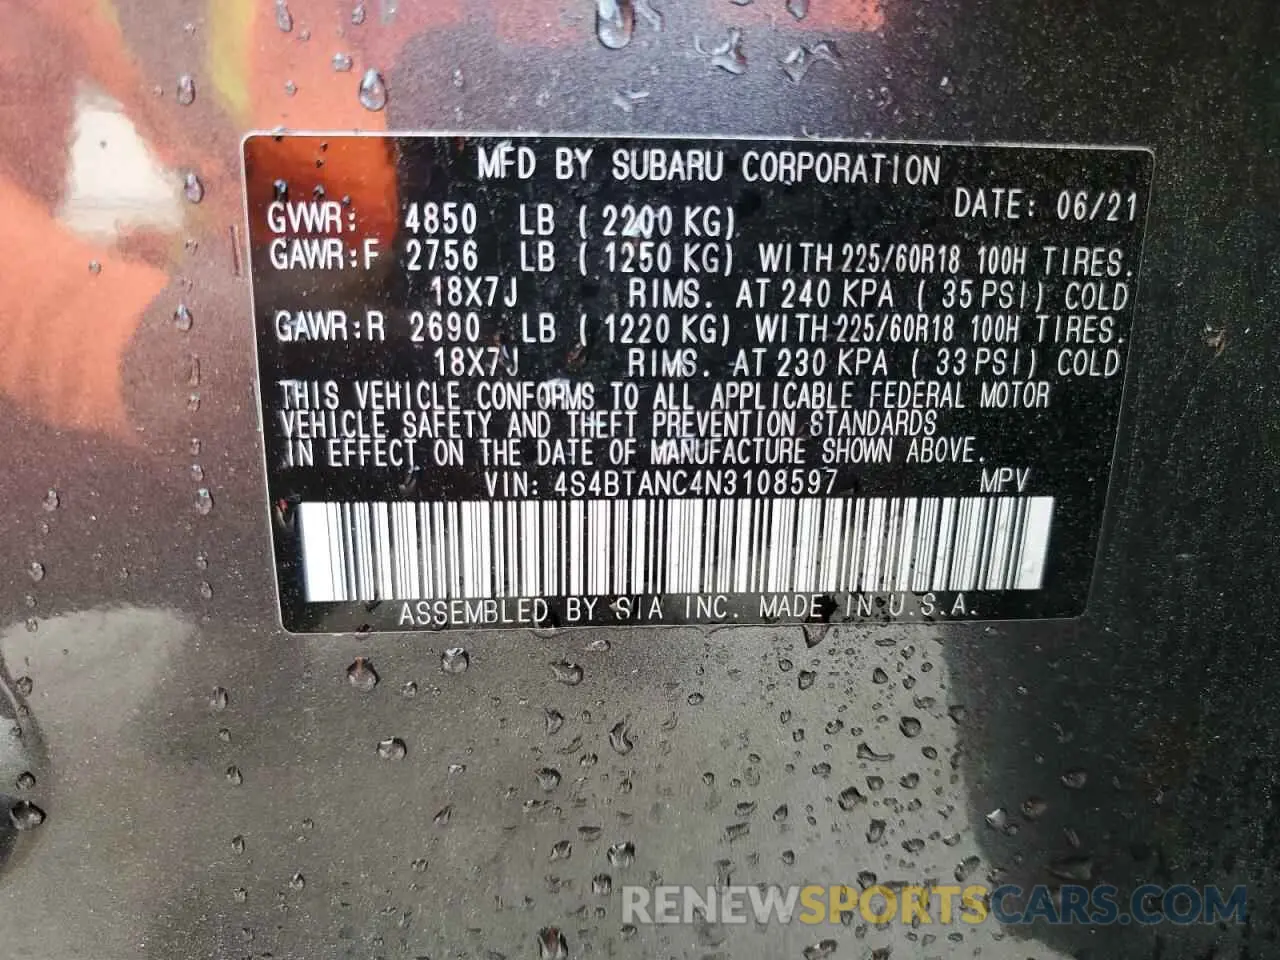 MFD BY SUBARU CORPORATION
DATE: 06/21
GVWR: 4850 LB ( 2200 KG)
GAWR:F 2756 LB ( 1250 KG) WITH 225/60R18 100H TIRES.
18X7J RIMS. AT 240 KPA ( 35 PSI) COLD
GAWR:R 2690 LB ( 1220 KG) WITH 225/60R18 100H TIRES.
18X7J RIMS. AT 230 KPA ( 33 PSI) COLD
THIS VEHICLE CONFORMS TO ALL APPLICABLE FEDERAL MOTOR
VEHICLE SAFETY AND THEFT PREVENTION STANDARDS
IN EFFECT ON THE DATE OF MANUFACTURE SHOWN ABOVE.
VIN: 4S4BTANC4N3108597 MPV
ASSEMBLED BY SIA INC. MADE IN U.S.A.
RENEWSPORTSCARS.COM